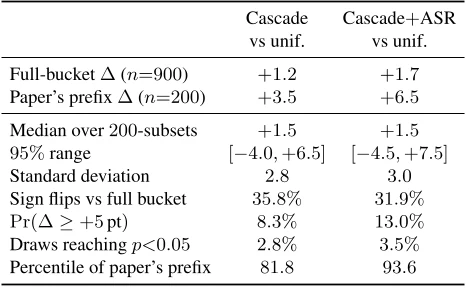 Cascade Cascade+ASR
vs unif. vs unif.
Full-bucket Δ (n=900) +1.2 +1.7
Paper's prefix Δ (n=200) +3.5 +6.5
Median over 200-subsets +1.5 +1.5
95% range [−4.0, +6.5] [−4.5, +7.5]
Standard deviation 2.8 3.0
Sign flips vs full bucket 35.8% 31.9%
Pr(Δ ≥ +5 pt) 8.3% 13.0%
Draws reaching p<0.05 2.8% 3.5%
Percentile of paper's prefix 81.8 93.6